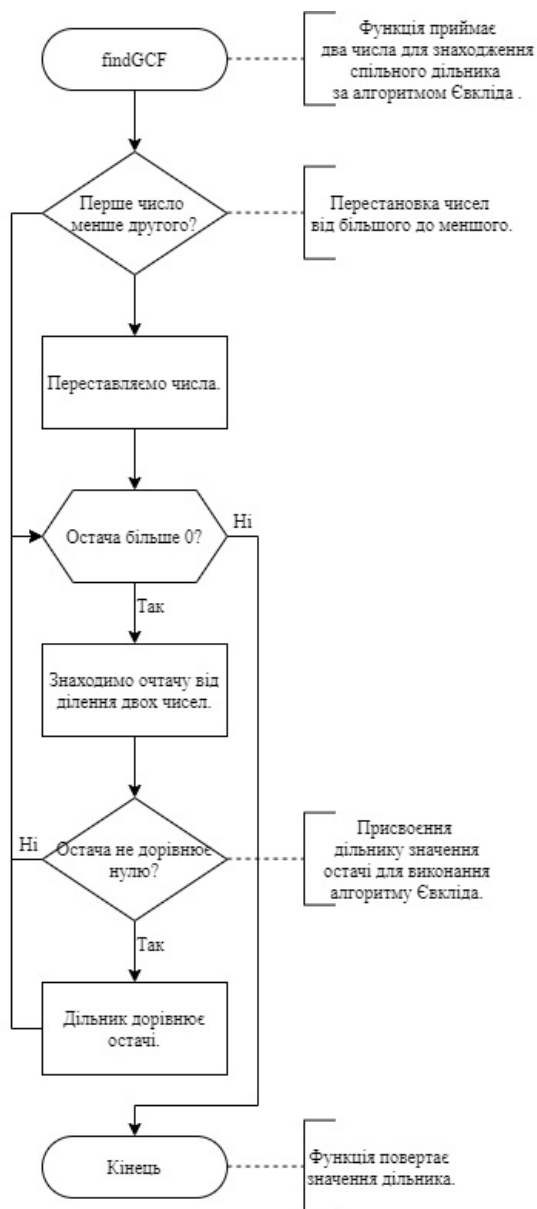 findGCF
Функція приймає
два числа для знаходження
спільного дільника
за алгоритмом Євкліда .
Перше число
менше другого?
Перестановка чисел
від більшого до меншого.
Переставляємо числа.
Остача більше 0?
Ні
Так
Знаходимо очтачу від
ділення двох чисел.
Ні
Остача не дорівнює
нулю?
Присвоєння
дільнику значення
остачі для виконання
алгоритму Євкліда.
Так
Дільник дорівнює
остачі.
Кінець
Функція повертає
значення дільника.